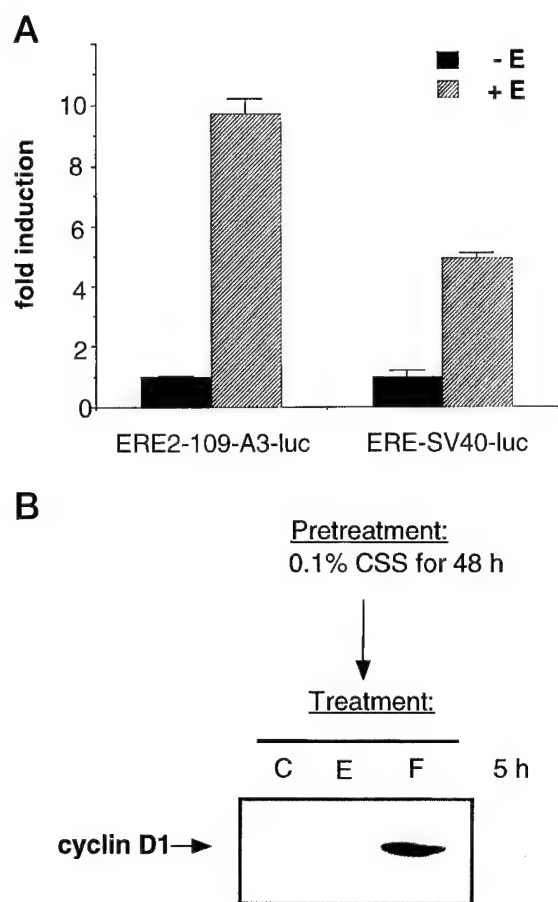 A
- E
+ E
fold induction
10
8
6
4
2
0
ERE2-109-A3-luc
ERE-SV40-luc
B
Pretreatment:
0.1% CSS for 48 h
Treatment:
C E F 5 h
cyclin D1